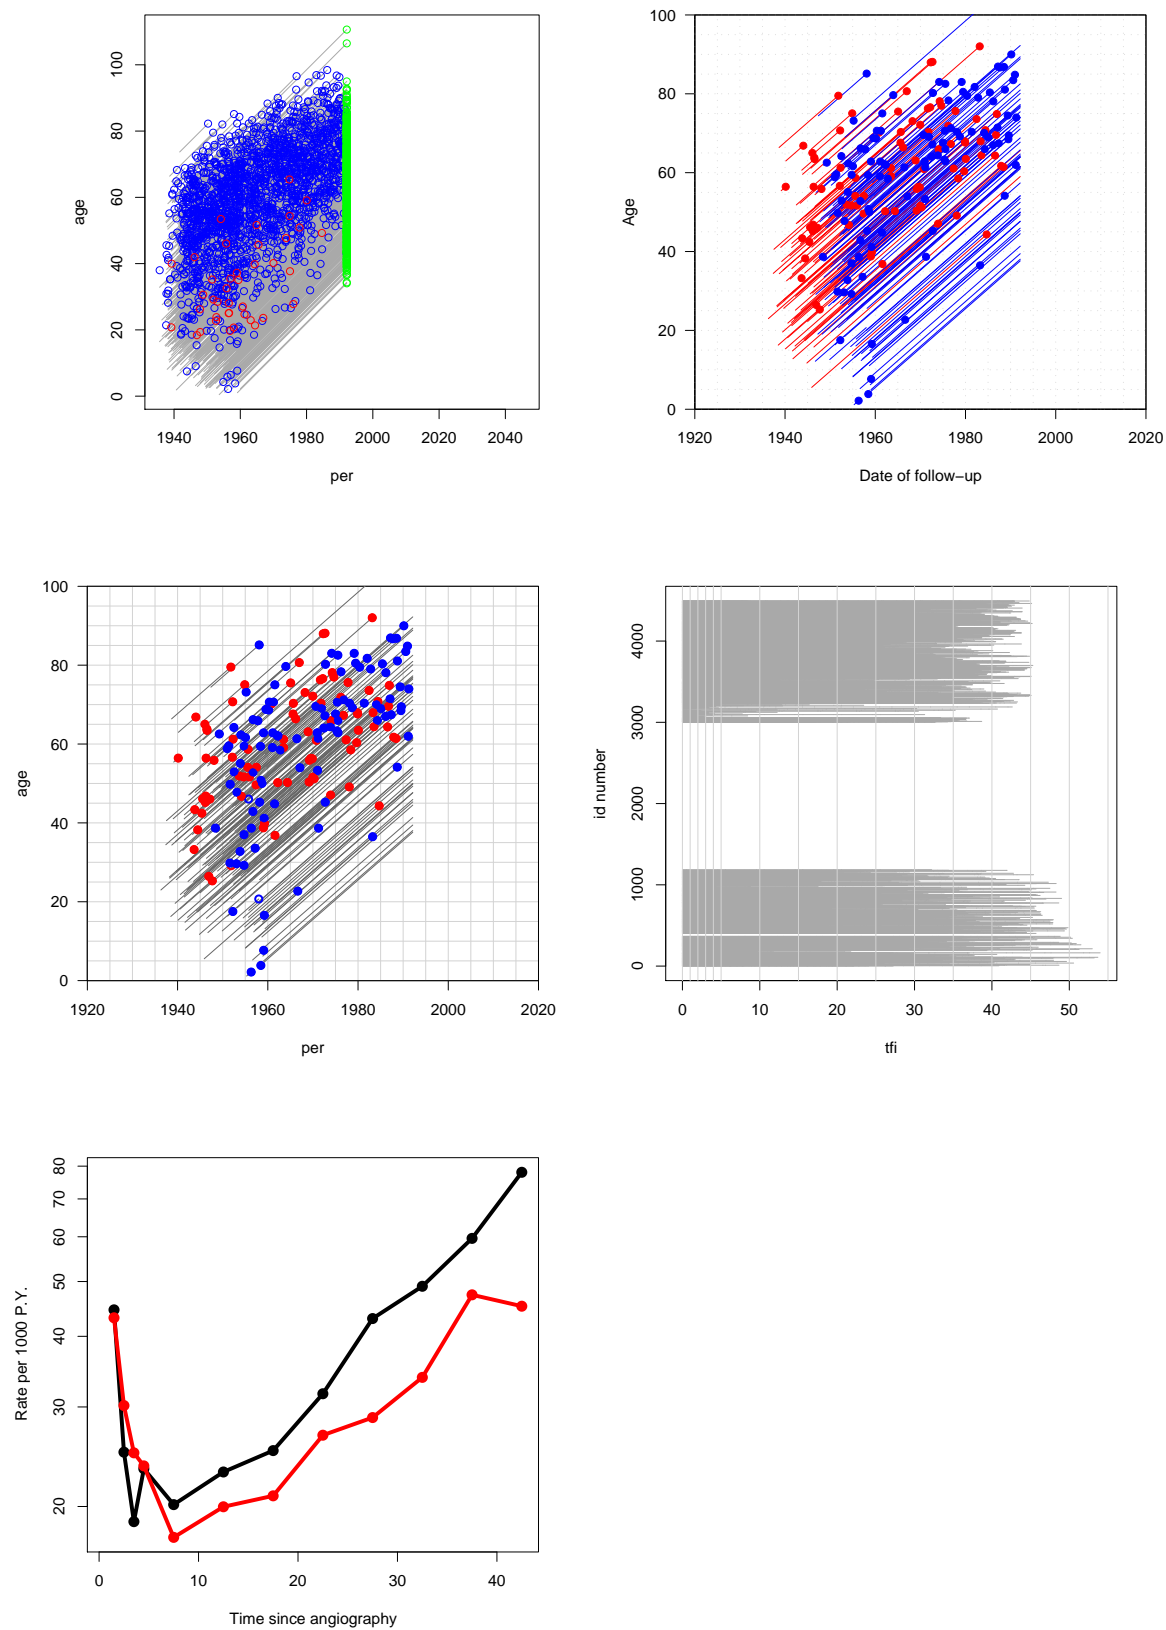 100
80
60
40
20
0
age
1940 1960 1980 2000 2020 2040
per
100
80
60
40
20
0
Age
1920 1940 1960 1980 2000 2020
Date of follow−up
100
80
60
40
20
0
age
1920 1940 1960 1980 2000 2020
per
4000
3000
2000
1000
0
id number
0 10 20 30 40 50
tfi
80
70
60
50
40
30
20
Rate per 1000 P.Y.
0 10 20 30 40
Time since angiography